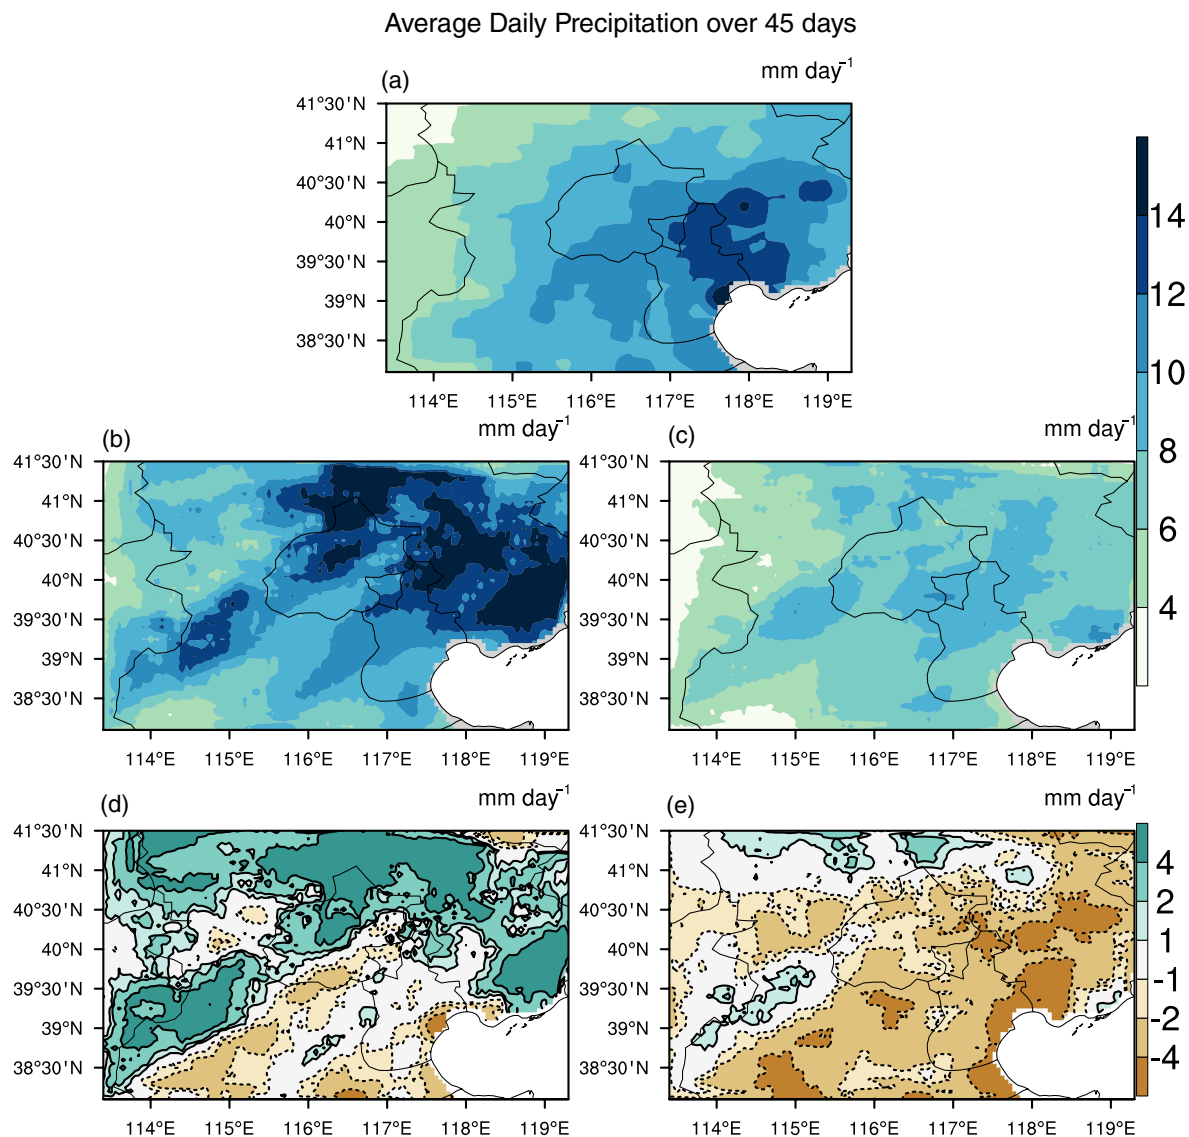 Average Daily Precipitation over 45 days
(a) mm day⁻¹
41°30'N
41°N
40°30'N
40°N
39°30'N
39°N
38°30'N
114°E 115°E 116°E 117°E 118°E 119°E
14
12
10
8
6
4
(b) mm day⁻¹
41°30'N
41°N
40°30'N
40°N
39°30'N
39°N
38°30'N
114°E 115°E 116°E 117°E 118°E 119°E
(c) mm day⁻¹
41°30'N
41°N
40°30'N
40°N
39°30'N
39°N
38°30'N
114°E 115°E 116°E 117°E 118°E 119°E
(d) mm day⁻¹
41°30'N
41°N
40°30'N
40°N
39°30'N
39°N
38°30'N
114°E 115°E 116°E 117°E 118°E 119°E
(e) mm day⁻¹
41°30'N
41°N
40°30'N
40°N
39°30'N
39°N
38°30'N
114°E 115°E 116°E 117°E 118°E 119°E
4
2
1
-1
-2
-4